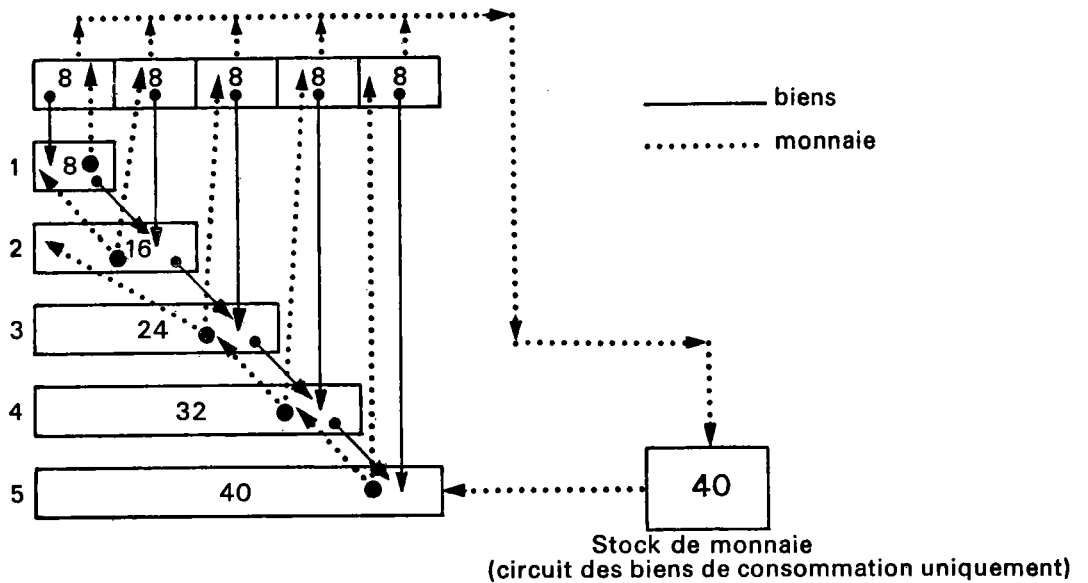 8 8 8 8 8
biens
monnaie
1 8
2 16
3 24
4 32
5 40
40
Stock de monnaie
(circuit des biens de consommation uniquement)